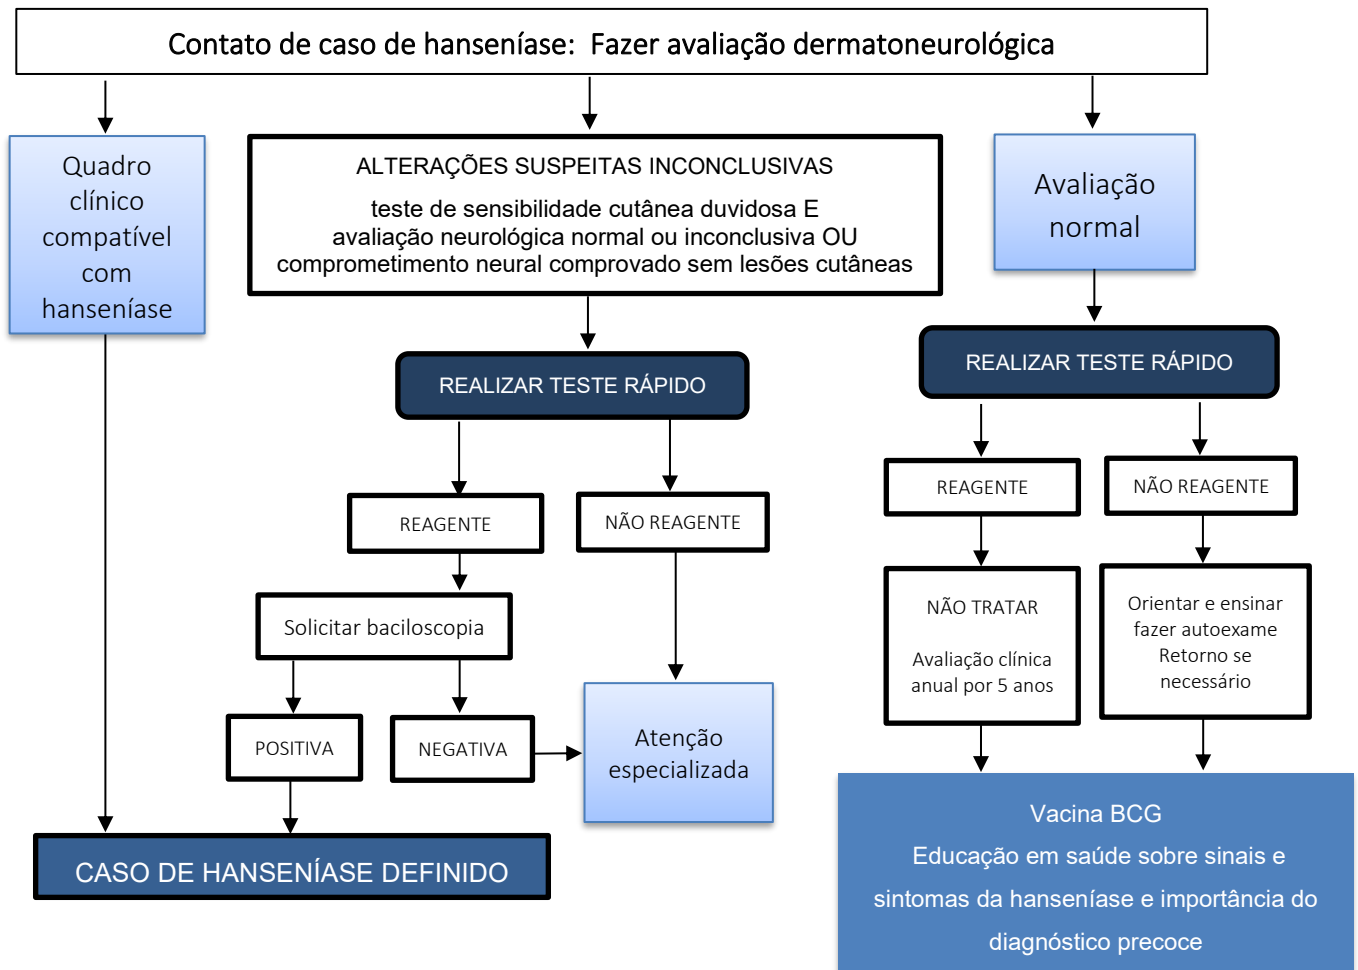 Contato de caso de hanseníase:  Fazer avaliação dermatoneurológica
Quadro
clínico
compatível
com
hanseníase
ALTERAÇÕES SUSPEITAS INCONCLUSIVAS
teste de sensibilidade cutânea duvidosa E
avaliação neurológica normal ou inconclusiva OU
comprometimento neural comprovado sem lesões cutâneas
Avaliação
normal
REALIZAR TESTE RÁPIDO
REALIZAR TESTE RÁPIDO
REAGENTE
NÃO REAGENTE
REAGENTE
NÃO REAGENTE
Solicitar baciloscopia
NÃO TRATAR
Avaliação clínica
anual por 5 anos
Orientar e ensinar
fazer autoexame
Retorno se
necessário
POSITIVA
NEGATIVA
Atenção
especializada
CASO DE HANSENÍASE DEFINIDO
Vacina BCG
Educação em saúde sobre sinais e
sintomas da hanseníase e importância do
diagnóstico precoce